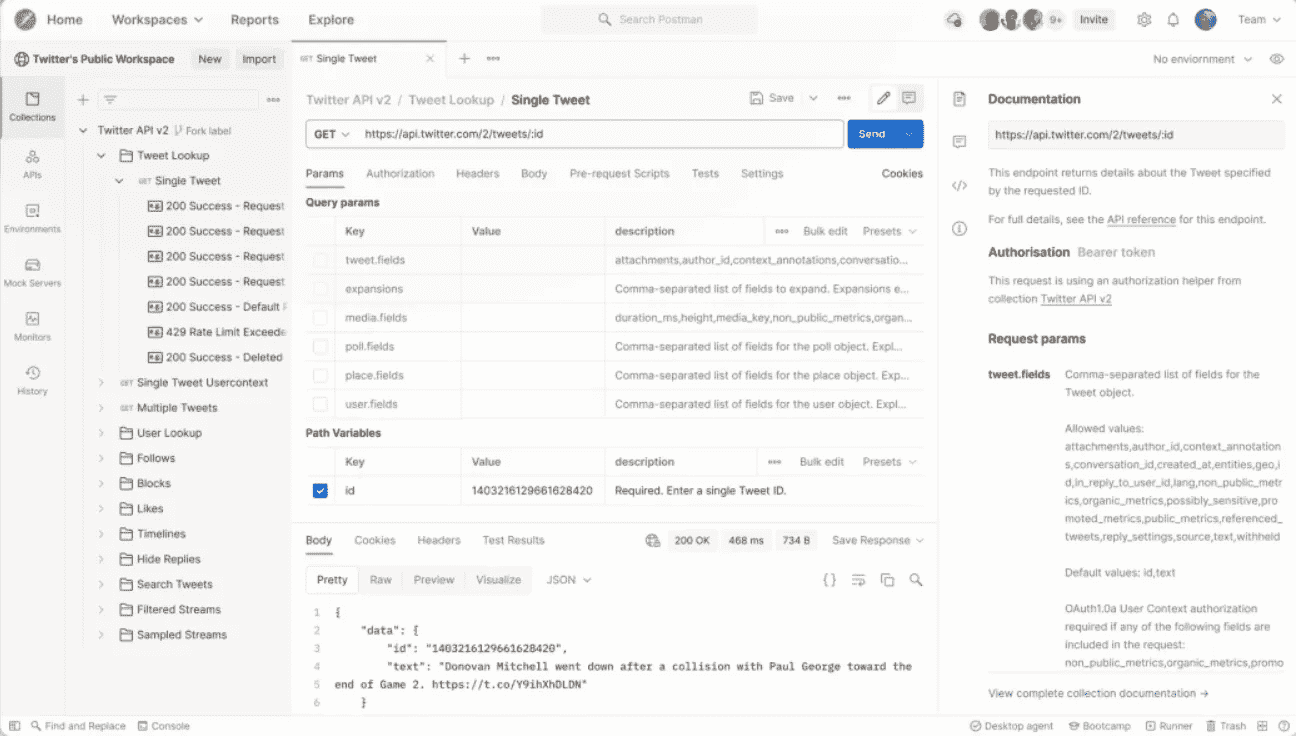 Home Workspaces Reports Explore Search Postman 9+ Invite Team
Twitter's Public Workspace New Import GET Single Tweet No enviornment
Collections
APIs
Environments
Mock Servers
Monitors
History
Twitter API v2 Fork label
Tweet Lookup
GET Single Tweet
200 Success - Request
200 Success - Request
200 Success - Request
200 Success - Request
200 Success - Default
429 Rate Limit Exceede
200 Success - Deleted
GET Single Tweet Usercontext
GET Multiple Tweets
User Lookup
Follows
Blocks
Likes
Timelines
Hide Replies
Search Tweets
Filtered Streams
Sampled Streams
Twitter API v2 / Tweet Lookup / Single Tweet Save
GET https://api.twitter.com/2/tweets/:id Send
Params Authorization Headers Body Pre-request Scripts Tests Settings Cookies
Query params
Key Value description Bulk edit Presets
tweet.fields attachments,author_id,context_annotations,conversatio...
expansions Comma-separated list of fields to expand. Expansions e...
media.fields duration_ms,height,media_key,non_public_metrics,organ...
poll.fields Comma-separated list of fields for the poll object. Expl...
place.fields Comma-separated list of fields for the place object. Exp...
user.fields Comma-separated list of fields for the user object. Expl...
Path Variables
Key Value description Bulk edit Presets
id 1403216129661628420 Required. Enter a single Tweet ID.
Body Cookies Headers Test Results 200 OK 468 ms 734 B Save Response
Pretty Raw Preview Visualize JSON {}
1 {
2 "data": {
3 "id": "1403216129661628420",
4 "text": "Donovan Mitchell went down after a collision with Paul George toward the
5 end of Game 2. https://t.co/Y9ihXhDLDN"
6 }
Documentation
https://api.twitter.com/2/tweets/:id
This endpoint returns details about the Tweet specified
by the requested ID.
For full details, see the API reference for this endpoint.
Authorisation Bearer token
This request is using an authorization helper from
collection Twitter API v2
Request params
tweet.fields Comma-separated list of fields for the
Tweet object.
Allowed values:
attachments,author_id,context_annotation
s,conversation_id,created_at,entities,geo,i
d,in_reply_to_user_id,lang,non_public_metr
ics,organic_metrics,possibly_sensitive,pro
moted_metrics,public_metrics,referenced_
tweets,reply_settings,source,text,withheld
Default values: id,text
OAuth1.0a User Context authorization
required if any of the following fields are
included in the request:
non_public_metrics,organic_metrics,promo
View complete collection documentation →
Find and Replace Console Desktop agent Bootcamp Runner Trash